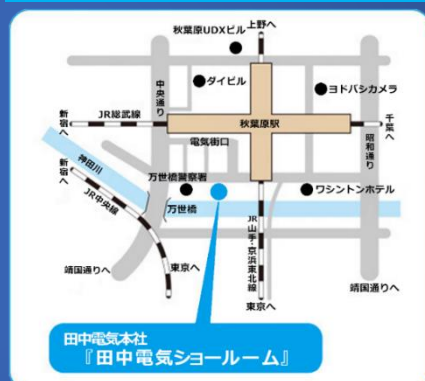 上野へ
秋葉原UDXビル
ダイビル
ヨドバシカメラ
中央通り
新宿へ
JR総武線
秋葉原駅
千葉へ
昭和通り
電気街口
神田川
新宿へ
JR中央線
万世橋警察署
ワシントンホテル
万世橋
JR山手・京浜東北線
靖国通りへ
東京へ
東京へ
靖国通りへ
田中電気本社
『田中電気ショールーム』